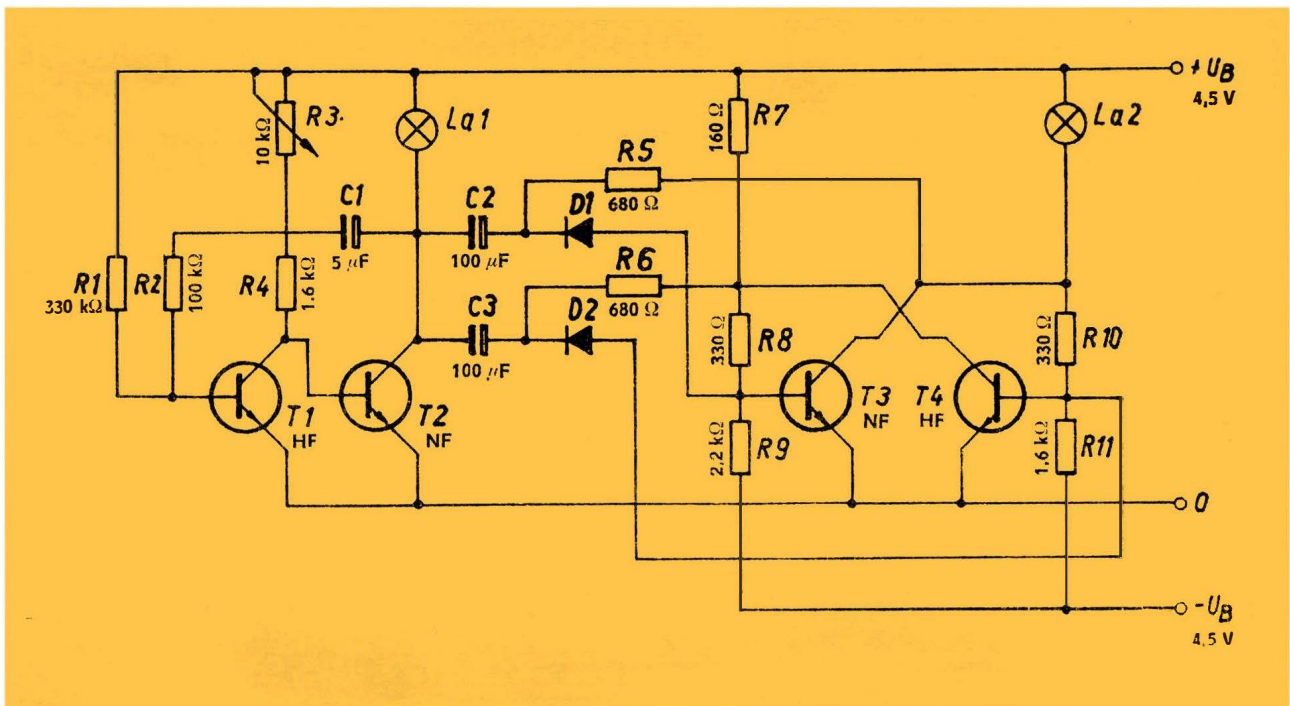 +UB
4,5 V
R3
10 kΩ
La1
R7
160 Ω
La2
R5
680 Ω
C1
5 µF
C2
100 µF
D1
R1
330 kΩ
R2
100 kΩ
R4
1.6 kΩ
R6
680 Ω
C3
100 µF
D2
R8
330 Ω
R10
330 Ω
T1
HF
T2
NF
T3
NF
T4
HF
R9
2,2 kΩ
R11
1.6 kΩ
0
-UB
4,5 V